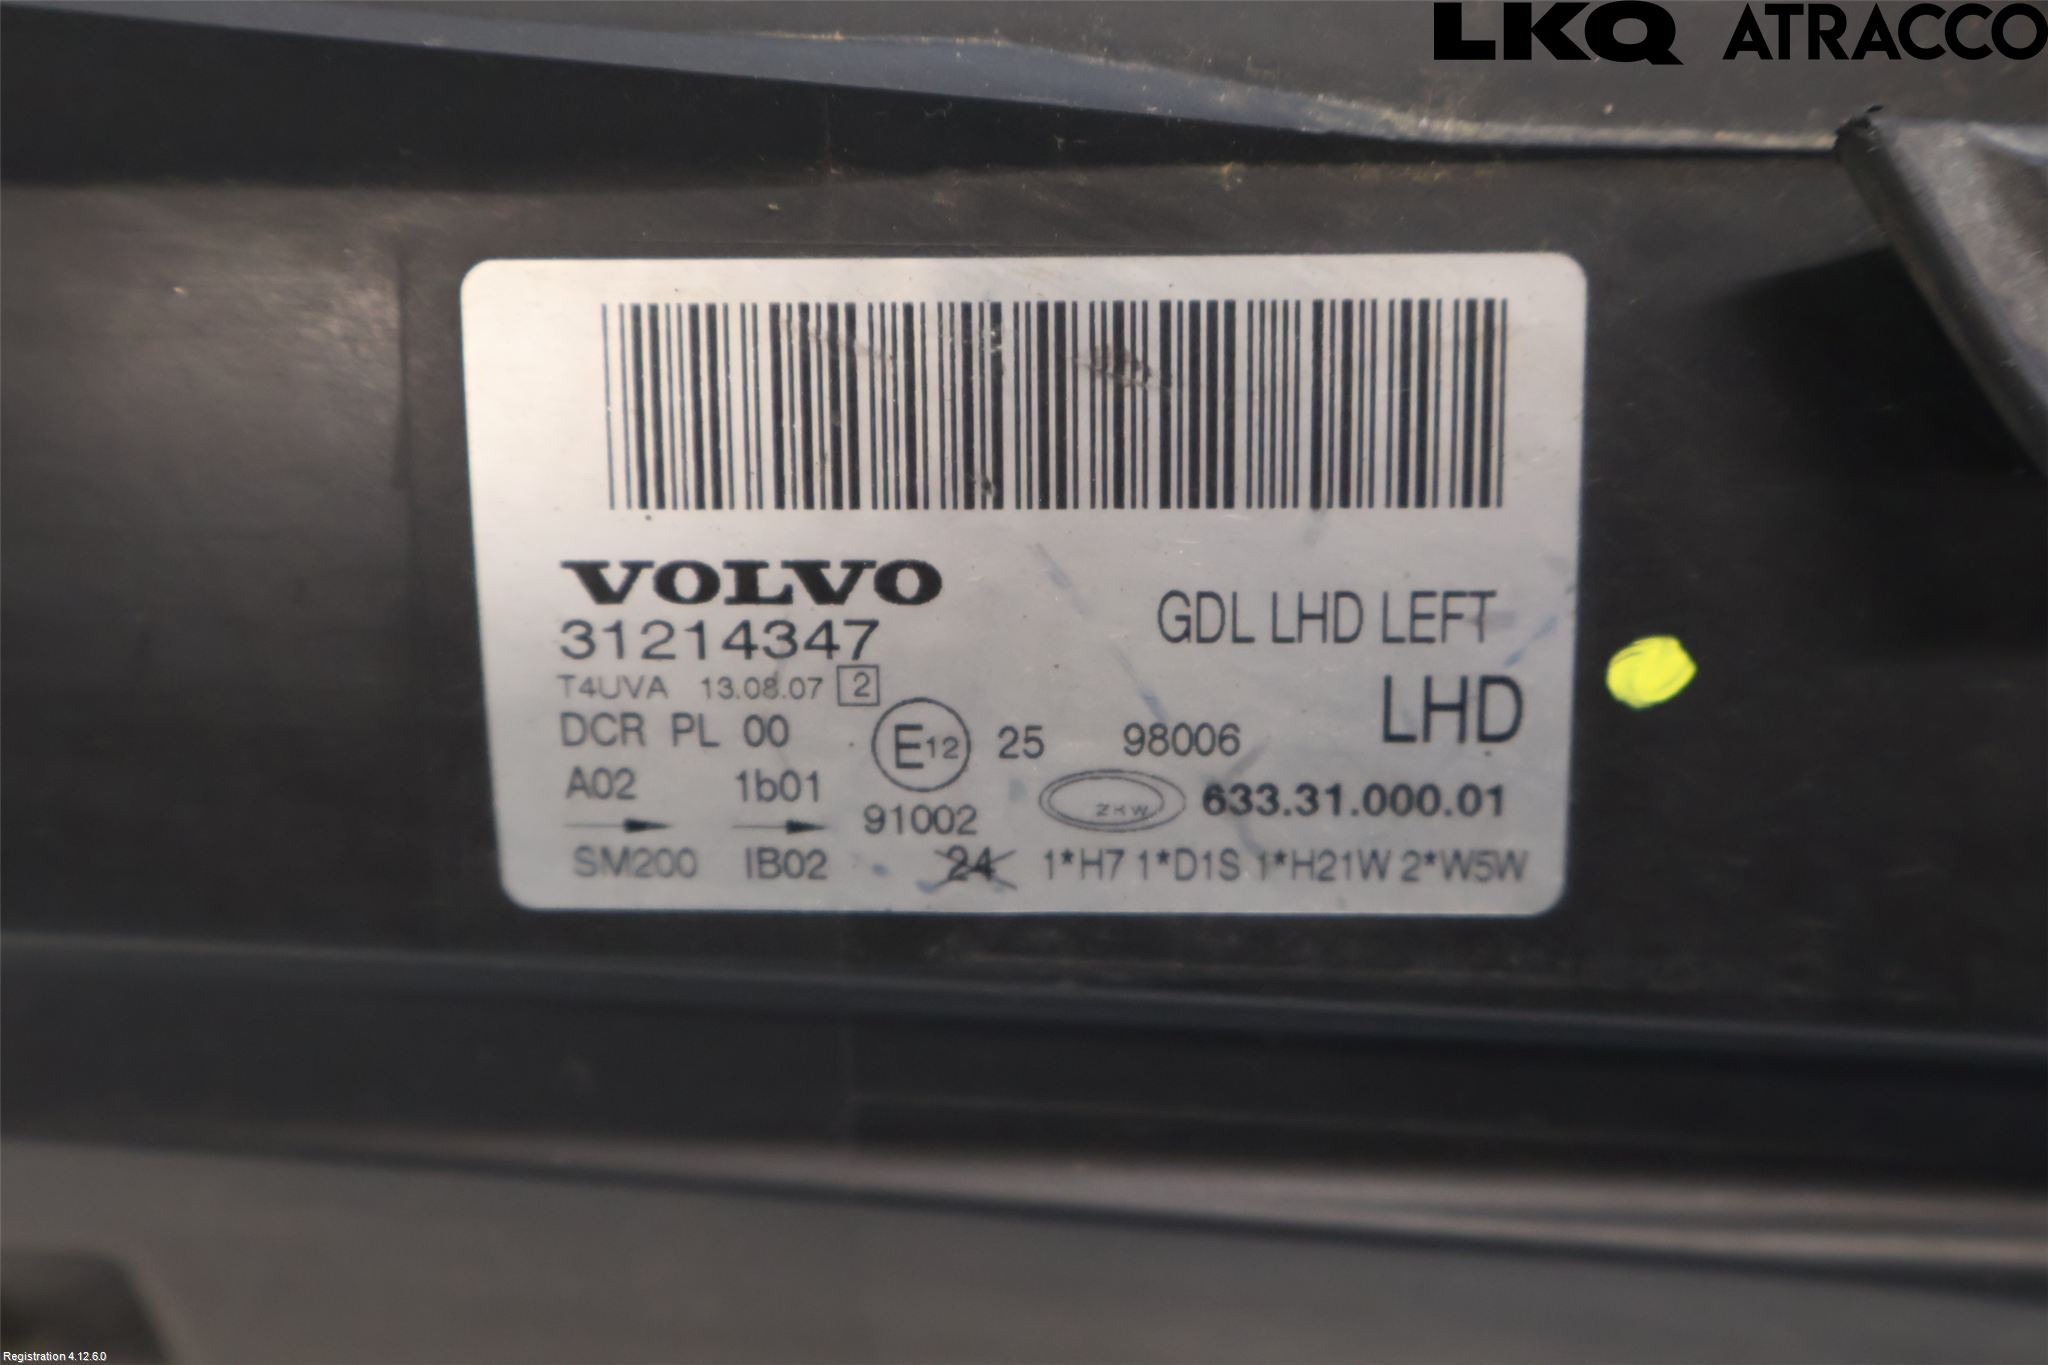 LKQ ATRACCO
VOLVO
31214347
GDL LHD LEFT
T4UVA 13.08.07 2
LHD
DCR PL 00
E12 25 98006
A02 1b01
ZKW 633.31.000.01
91002
SM200 IB02 24 1*H7 1*D1S 1*H21W 2*W5W
Registration 4.12.6.0